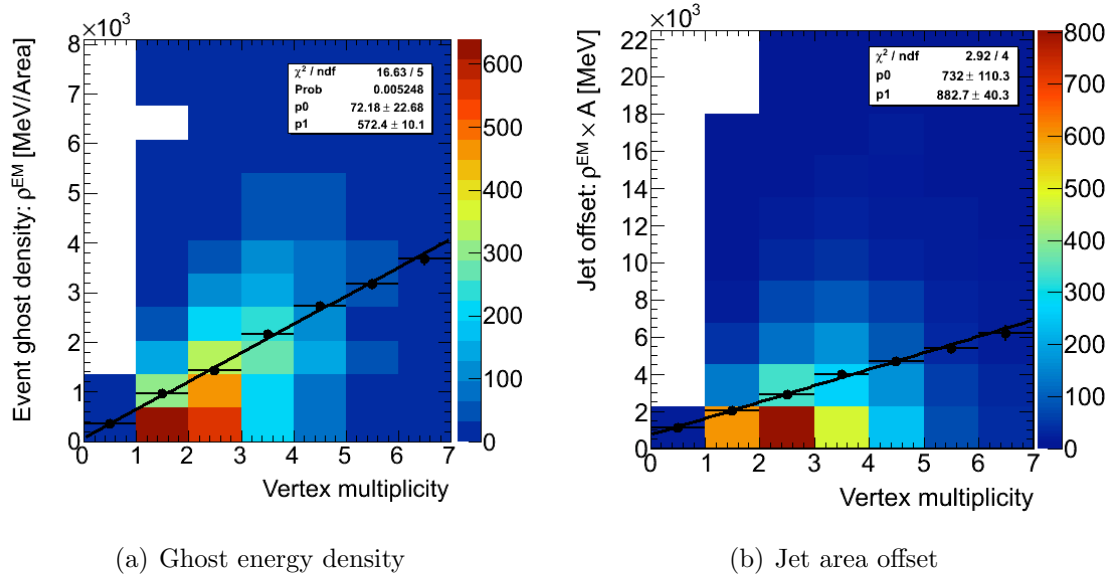 ×10³
Event ghost density: ρ^EM [MeV/Area]
8
7
6
5
4
3
2
1
0
0 1 2 3 4 5 6 7
Vertex multiplicity
χ² / ndf 16.63 / 5
Prob 0.005248
p0 72.18 ± 22.68
p1 572.4 ± 10.1
600
500
400
300
200
100
0
(a) Ghost energy density
×10³
Jet offset: ρ^EM × A [MeV]
22
20
18
16
14
12
10
8
6
4
2
0
0 1 2 3 4 5 6 7
Vertex multiplicity
χ² / ndf 2.92 / 4
p0 732 ± 110.3
p1 882.7 ± 40.3
800
700
600
500
400
300
200
100
0
(b) Jet area offset